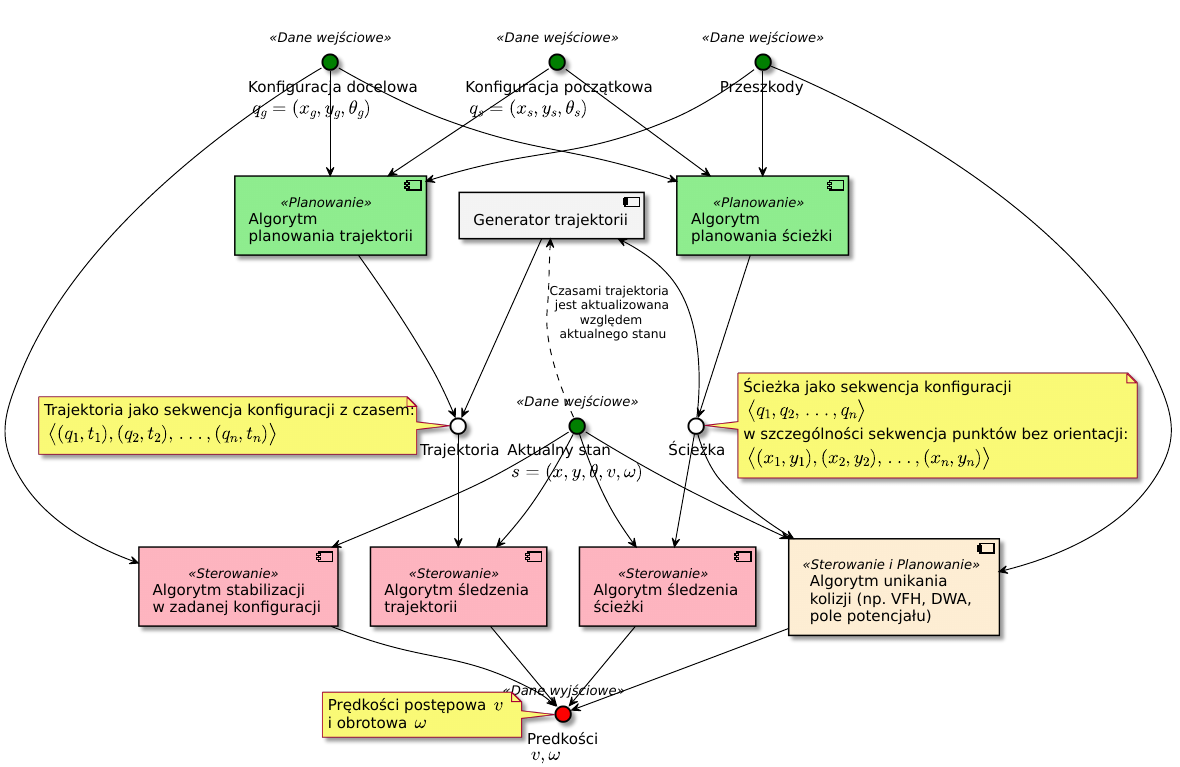 «Dane wejściowe»
«Dane wejściowe»
«Dane wejściowe»
Konfiguracja docelowa
q_g = (x_g, y_g, θ_g)
Konfiguracja początkowa
q_s = (x_s, y_s, θ_s)
Przeszkody
«Planowanie»
Algorytm
planowania trajektorii
Generator trajektorii
«Planowanie»
Algorytm
planowania ścieżki
Czasami trajektoria
jest aktualizowana
względem
aktualnego stanu
Trajektoria jako sekwencja konfiguracji z czasem:
⟨(q_1, t_1), (q_2, t_2), . . . , (q_n, t_n)⟩
Trajektoria
«Dane wejściowe»
Aktualny stan
s = (x, y, θ, v, ω)
Ścieżka
Ścieżka jako sekwencja konfiguracji
⟨q_1, q_2, . . . , q_n⟩
w szczególności sekwencja punktów bez orientacji:
⟨(x_1, y_1), (x_2, y_2), . . . , (x_n, y_n)⟩
«Sterowanie»
Algorytm stabilizacji
w zadanej konfiguracji
«Sterowanie»
Algorytm śledzenia
trajektorii
«Sterowanie»
Algorytm śledzenia
ścieżki
«Sterowanie i Planowanie»
Algorytm unikania
kolizji (np. VFH, DWA,
pole potencjału)
«Dane wyjściowe»
Prędkości postępowa v
i obrotowa ω
Predkości
v, ω